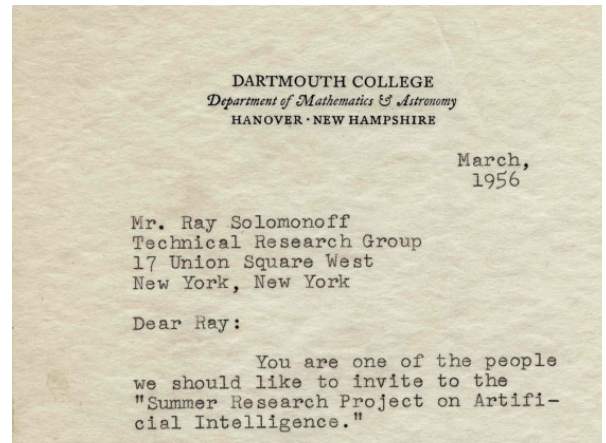 DARTMOUTH COLLEGE
Department of Mathematics & Astronomy
HANOVER · NEW HAMPSHIRE
March,
1956
Mr. Ray Solomonoff
Technical Research Group
17 Union Square West
New York, New York
Dear Ray:
You are one of the people
we should like to invite to the
"Summer Research Project on Artifi-
cial Intelligence."